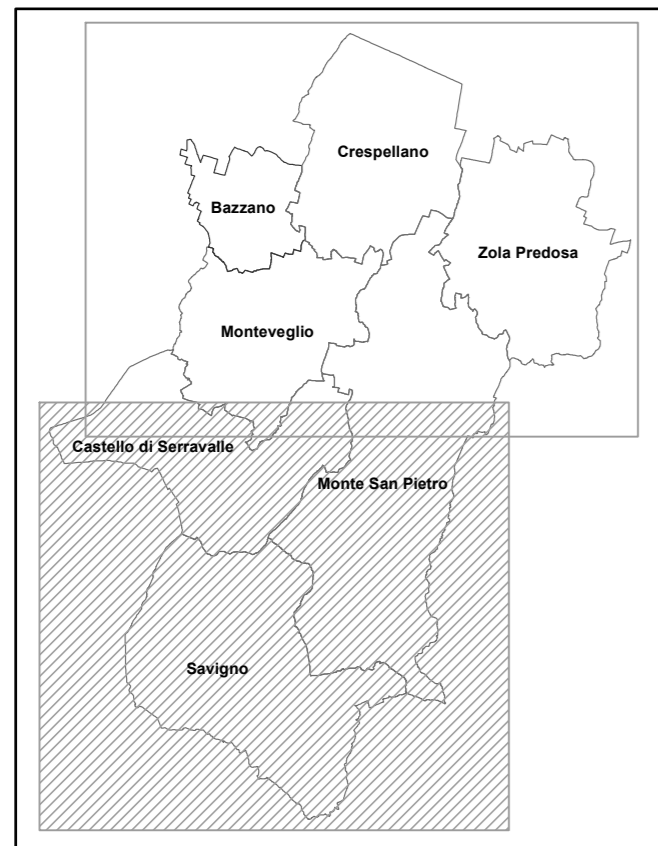 Crespellano
Bazzano
Zola Predosa
Monteveglio
Castello di Serravalle
Monte San Pietro
Savigno